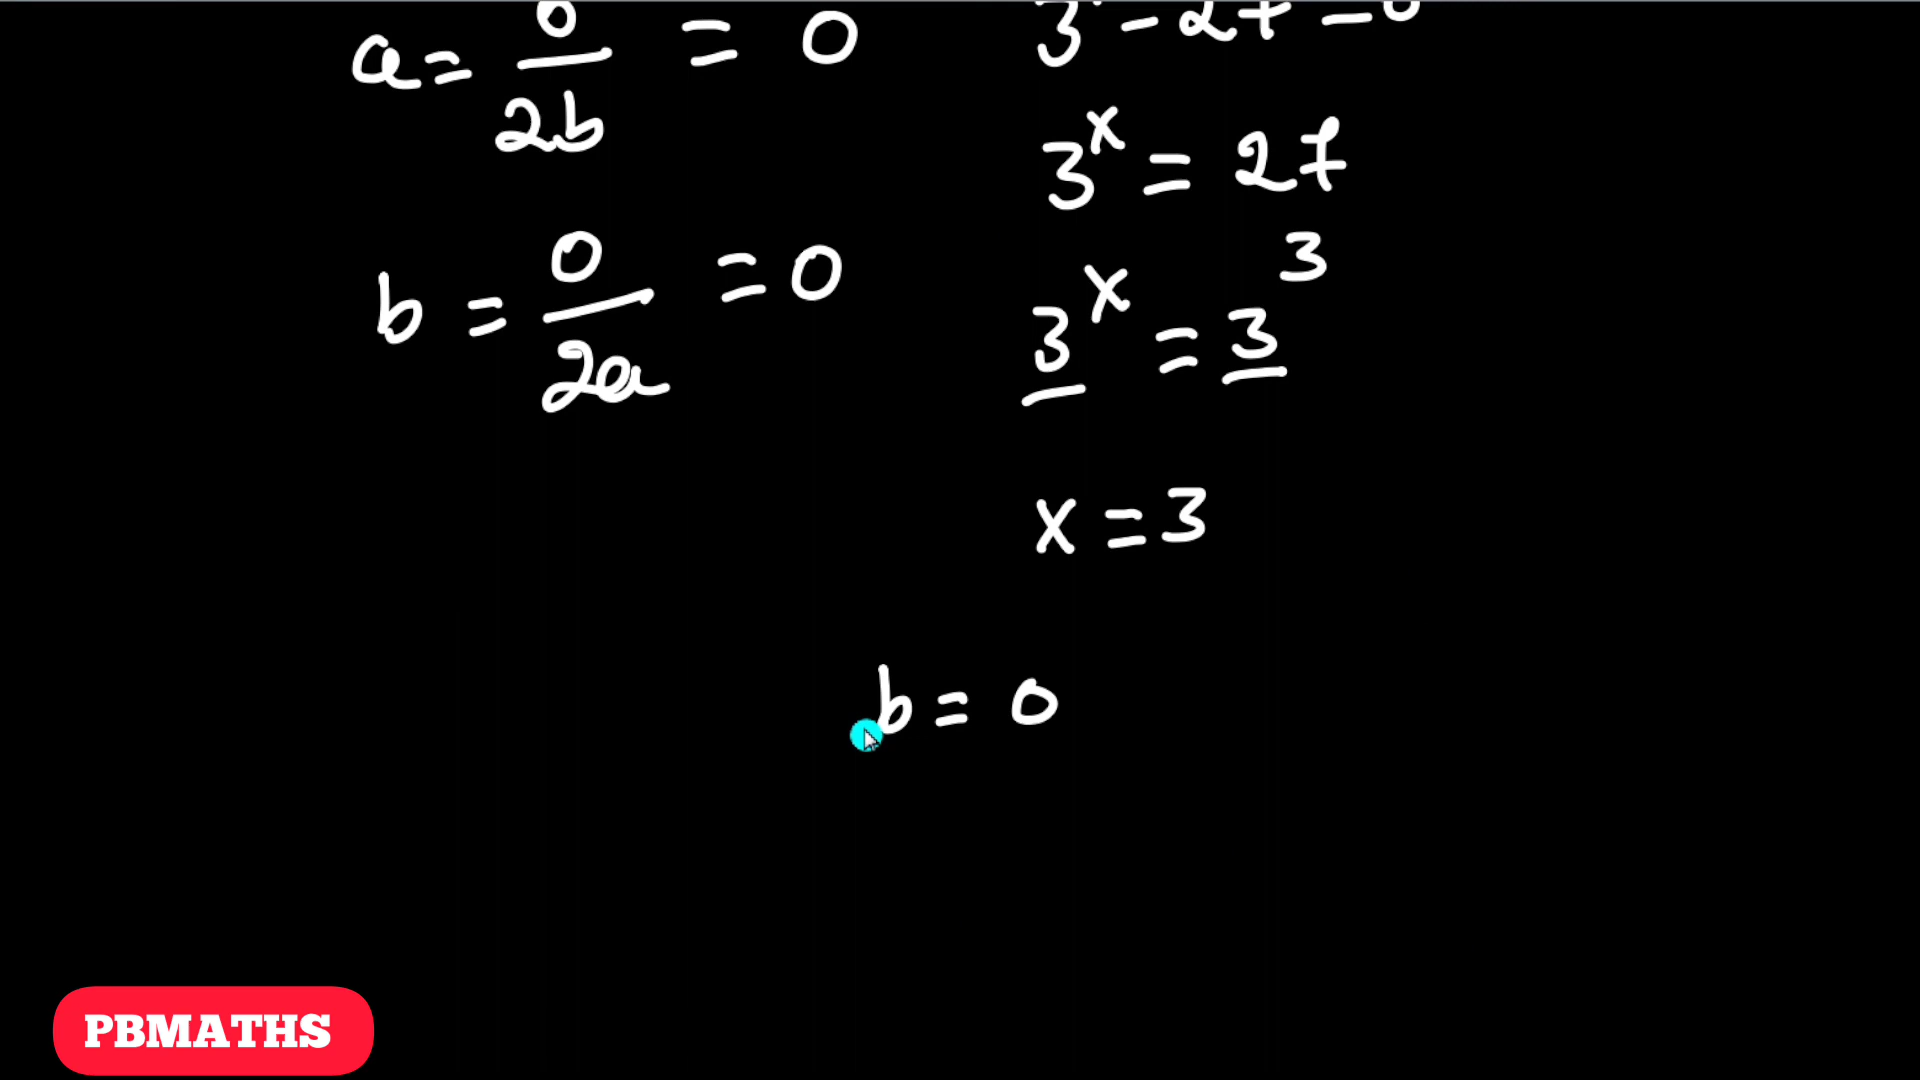 a = 0/2b = 0
b = 0/2a = 0
3^x = 27
3^x = 3^3
x = 3
b = 0
PBMATHS